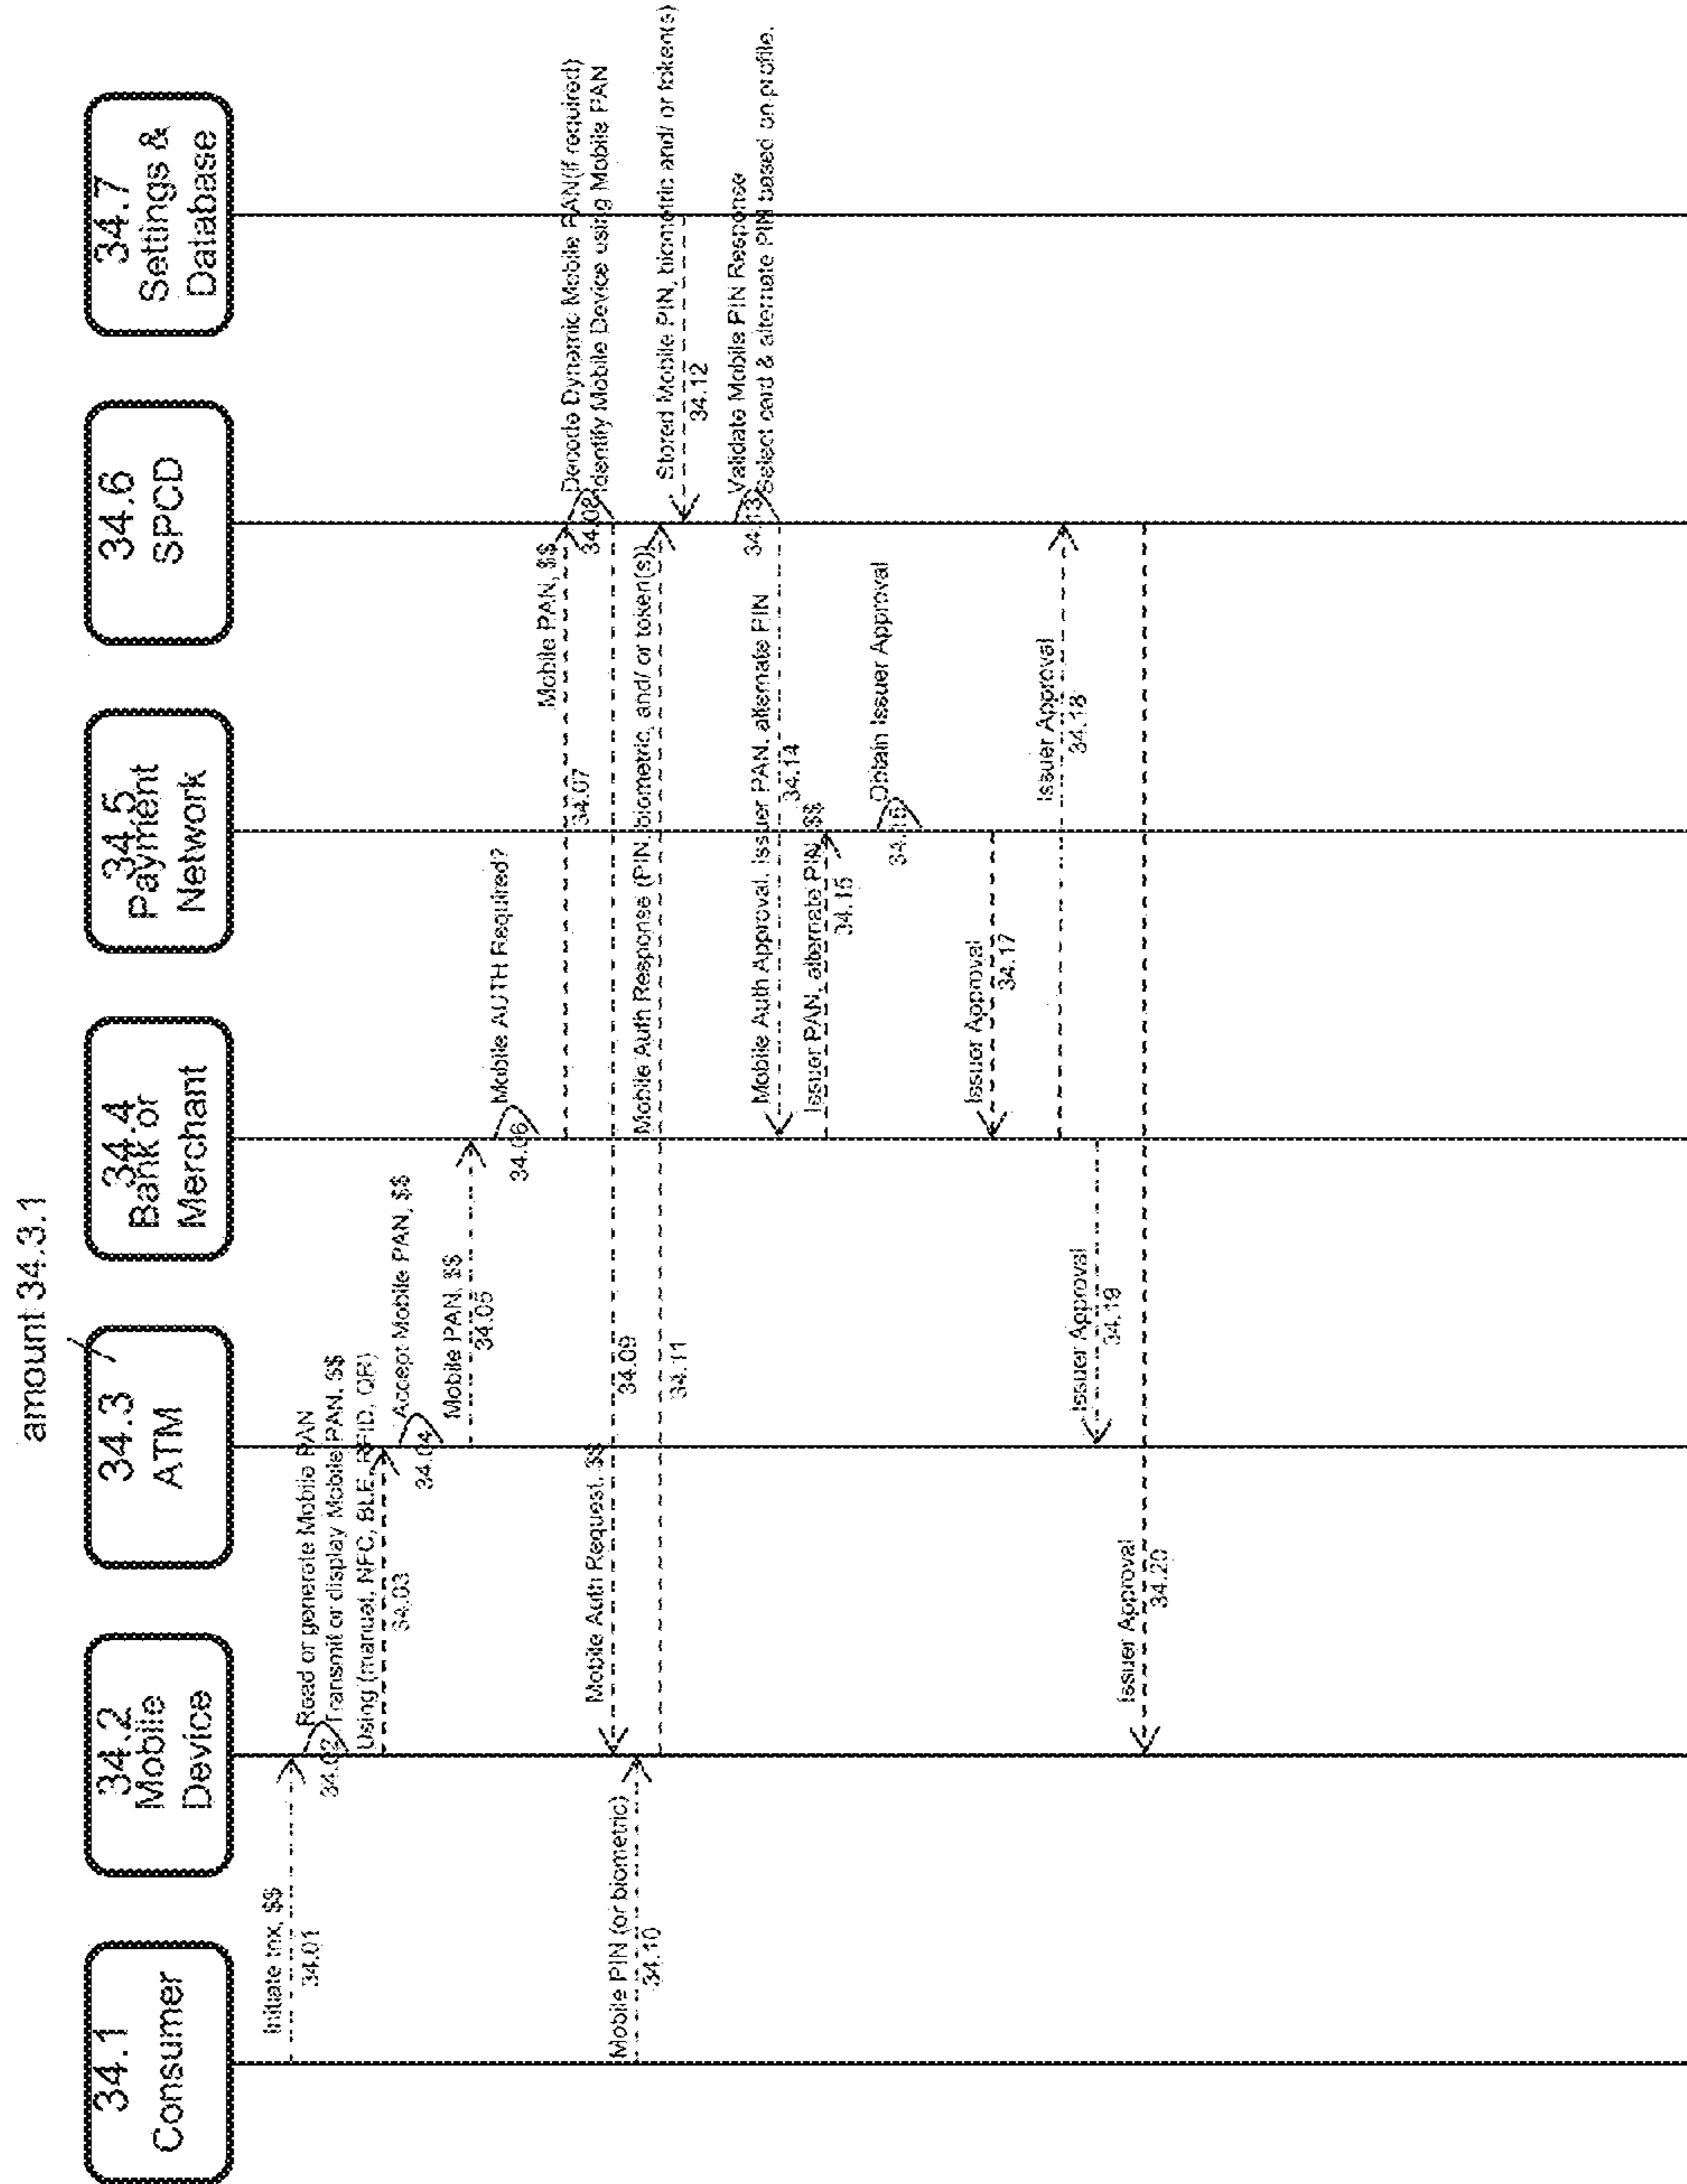 amount 34.3.1
34.1
Consumer
34.2
Mobile
Device
34.3
ATM
34.4
Bank or
Merchant
34.5
Payment
Network
34.6
SPCD
34.7
Settings &
Database
Initiate tnx, $$
34.01
Read or generate Mobile PAN
34.02
Transmit or display Mobile PAN, $$
Using (manual, NFC, BLE, RFID, QR)
34.03
Accept Mobile PAN, $$
34.04
Mobile PAN, $$
34.05
Mobile AUTH Required?
34.06
Mobile PAN, $$
34.07
Decode Dynamic Mobile PAN(if required)
34.08
Identify Mobile Device using Mobile PAN
Mobile Auth Request, $$
34.09
Mobile PIN (or biometric)
34.10
Mobile Auth Response (PIN, biometric, and/ or token(s))
34.11
Stored Mobile PIN, biometric and/ or token(s)
34.12
Validate Mobile PIN Response
34.13
Select card & alternate PIN based on profile.
Mobile Auth Approval, Issuer PAN, alternate PIN
34.14
Issuer PAN, alternate PIN, $$
34.15
Obtain Issuer Approval
34.16
Issuer Approval
34.17
Issuer Approval
34.18
Issuer Approval
34.19
Issuer Approval
34.20